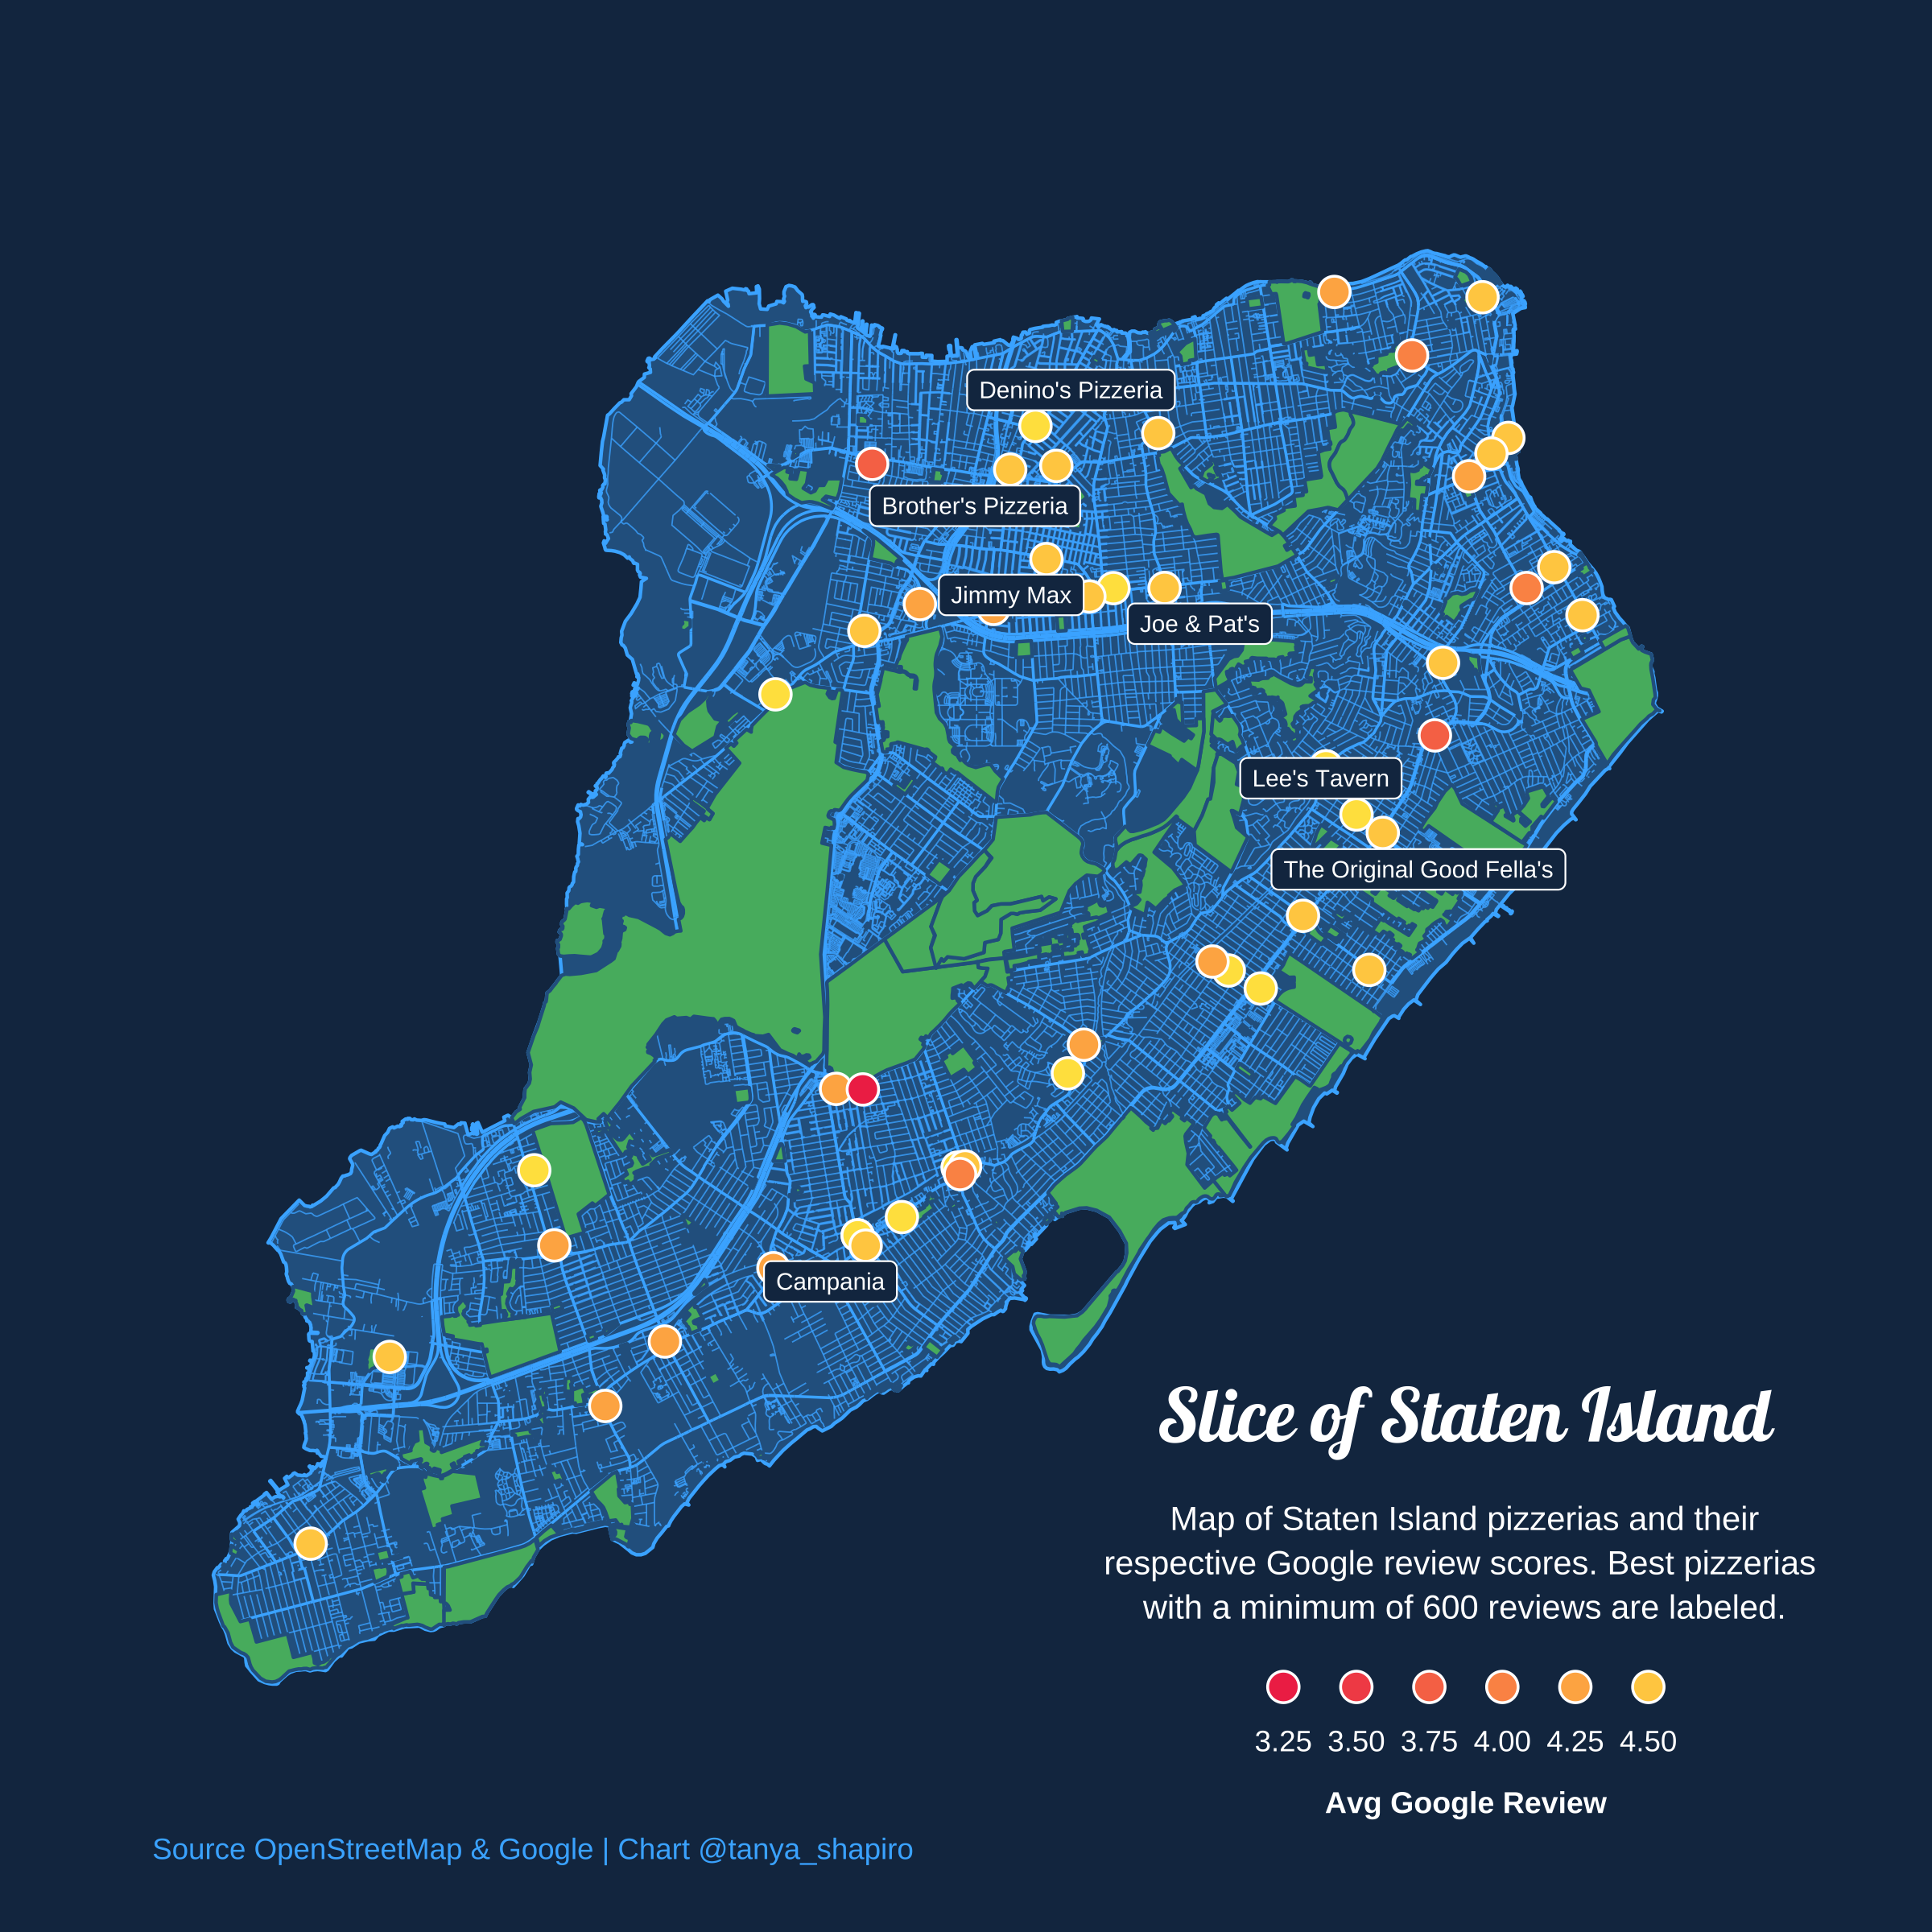 Denino's Pizzeria
Brother's Pizzeria
Jimmy Max
Joe & Pat's
Lee's Tavern
The Original Good Fella's
Campania
Slice of Staten Island
Map of Staten Island pizzerias and their
respective Google review scores. Best pizzerias
with a minimum of 600 reviews are labeled.
3.25 3.50 3.75 4.00 4.25 4.50
Avg Google Review
Source OpenStreetMap & Google | Chart @tanya_shapiro